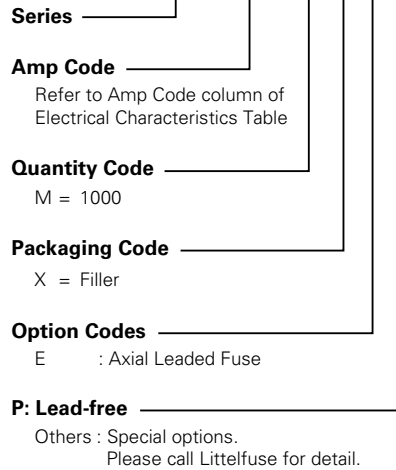 Series
Amp Code
Refer to Amp Code column of
Electrical Characteristics Table
Quantity Code
M = 1000
Packaging Code
X = Filler
Option Codes
E : Axial Leaded Fuse
P: Lead-free
Others : Special options.
Please call Littelfuse for detail.